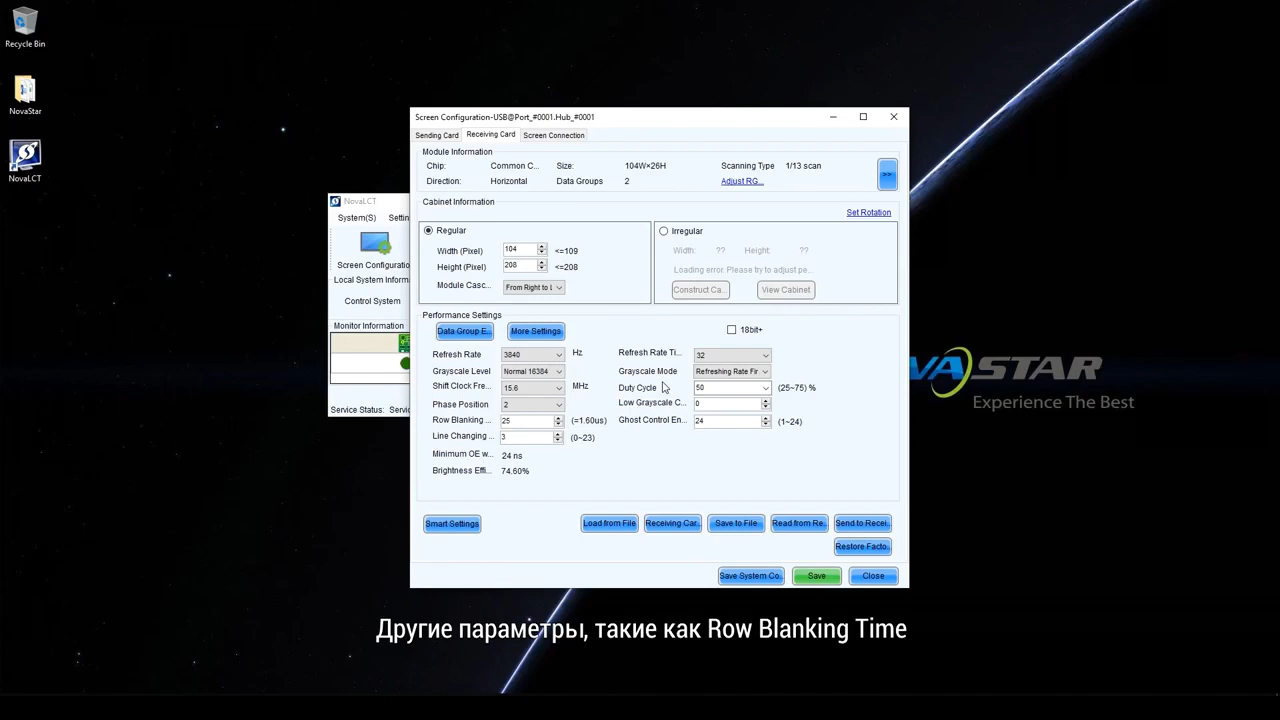 Recycle Bin
NovaStar
NovaLCT
NovaLCT
System(S) Settin
Screen Configuratio
Local System Informa
Control System
Monitor Information
Service Status: Servic
Screen Configuration-USB@Port_#0001.Hub_#0001
Sending Card Receiving Card Screen Connection
Module Information
Chip: Common C... Size: 104W×26H Scanning Type 1/13 scan
Direction: Horizontal Data Groups 2 Adjust RG...
>>
Cabinet Information
Set Rotation
Regular
Width (Pixel) 104 <=109
Height (Pixel) 208 <=208
Module Casc... From Right to L
Irregular
Width: ?? Height: ??
Loading error. Please try to adjust pe...
Construct Ca... View Cabinet
Performance Settings
Data Group E... More Settings 18bit+
Refresh Rate 3840 Hz Refresh Rate Ti... 32
Grayscale Level Normal 16384 Grayscale Mode Refreshing Rate Fir
Shift Clock Fre... 15.6 MHz Duty Cycle 50 (25~75) %
Phase Position 2 Low Grayscale C... 0
Row Blanking ... 25 (=1.60us) Ghost Control En... 24 (1~24)
Line Changing ... 3 (0~23)
Minimum OE w... 24 ns
Brightness Effi... 74.60%
Smart Settings Load from File Receiving Car... Save to File Read from Re... Send to Recei...
Restore Facto...
Save System Co... Save Close
VASTAR
Experience The Best
Другие параметры, такие как Row Blanking Time